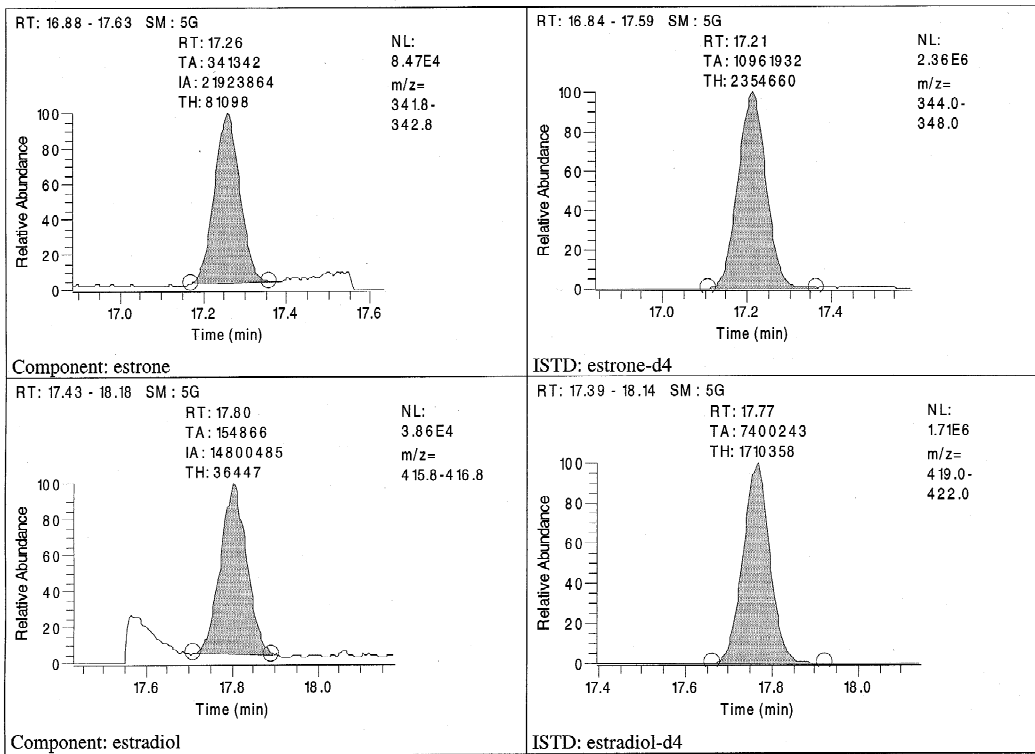 RT: 16.88 - 17.63 SM: 5G
RT: 17.26
TA: 341342
IA: 21923864
TH: 81098
NL:
8.47E4
m/z=
341.8-
342.8
100
80
60
40
20
0
Relative Abundance
17.0 17.2 17.4 17.6
Time (min)
Component: estrone
RT: 16.84 - 17.59 SM: 5G
RT: 17.21
TA: 10961932
TH: 2354660
NL:
2.36E6
m/z=
344.0-
348.0
100
80
60
40
20
0
Relative Abundance
17.0 17.2 17.4
Time (min)
ISTD: estrone-d4
RT: 17.43 - 18.18 SM: 5G
RT: 17.80
TA: 154866
IA: 14800485
TH: 36447
NL:
3.86E4
m/z=
415.8-416.8
100
80
60
40
20
0
Relative Abundance
17.6 17.8 18.0
Time (min)
Component: estradiol
RT: 17.39 - 18.14 SM: 5G
RT: 17.77
TA: 7400243
TH: 1710358
NL:
1.71E6
m/z=
419.0-
422.0
100
80
60
40
20
0
Relative Abundance
17.4 17.6 17.8 18.0
Time (min)
ISTD: estradiol-d4